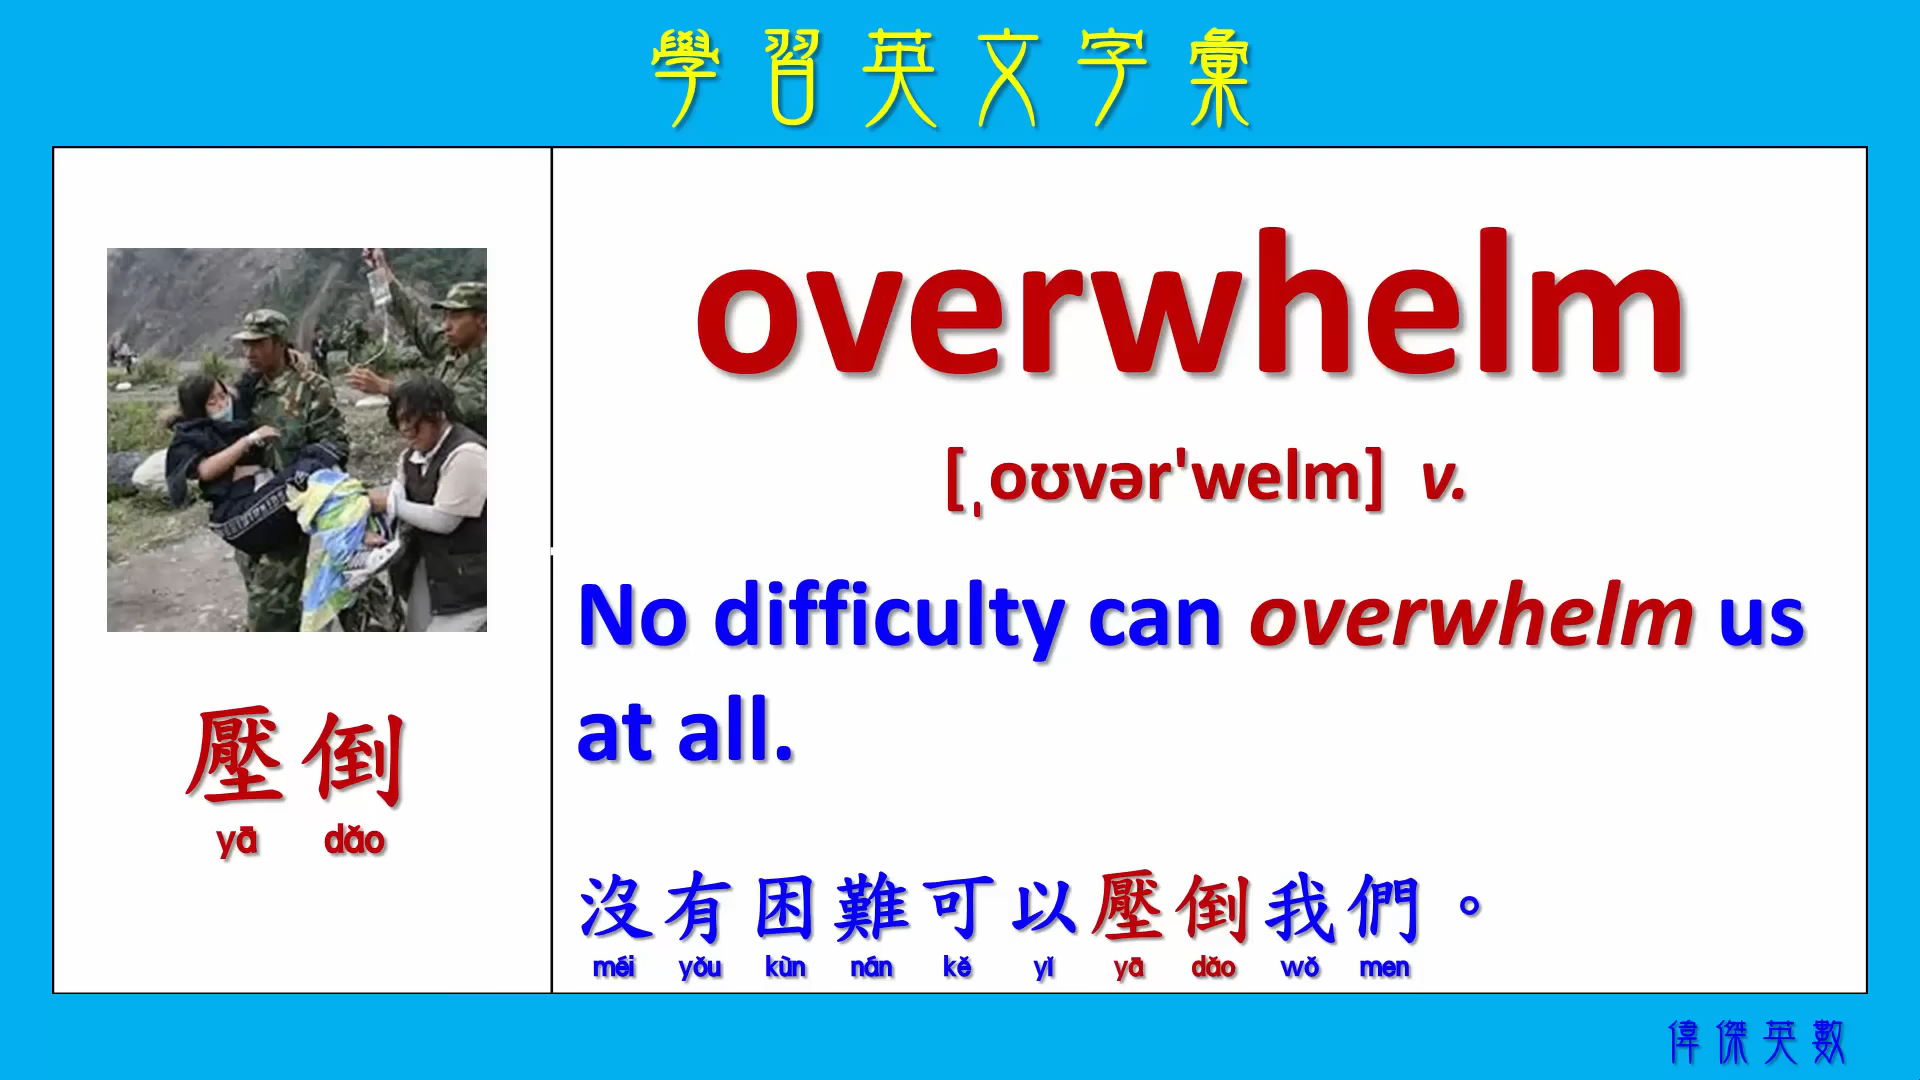 學習英文字彙
壓倒
yā dǎo
overwhelm
[ˌoʊvər'welm] v.
No difficulty can overwhelm us
at all.
沒有困難可以壓倒我們。
méi yǒu kùn nán kě yǐ yā dǎo wǒ men
偉傑英數